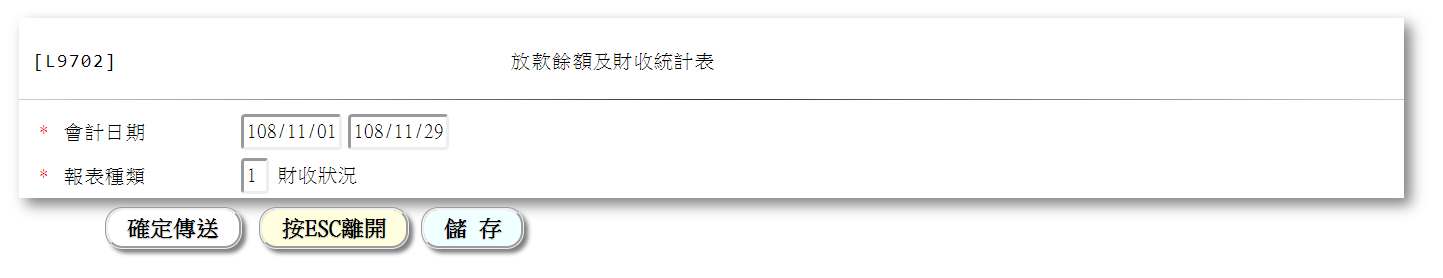 [L9702] 放款餘額及財收統計表
* 會計日期 108/11/01 108/11/29
* 報表種類 1 財收狀況
確定傳送 按ESC離開 儲 存